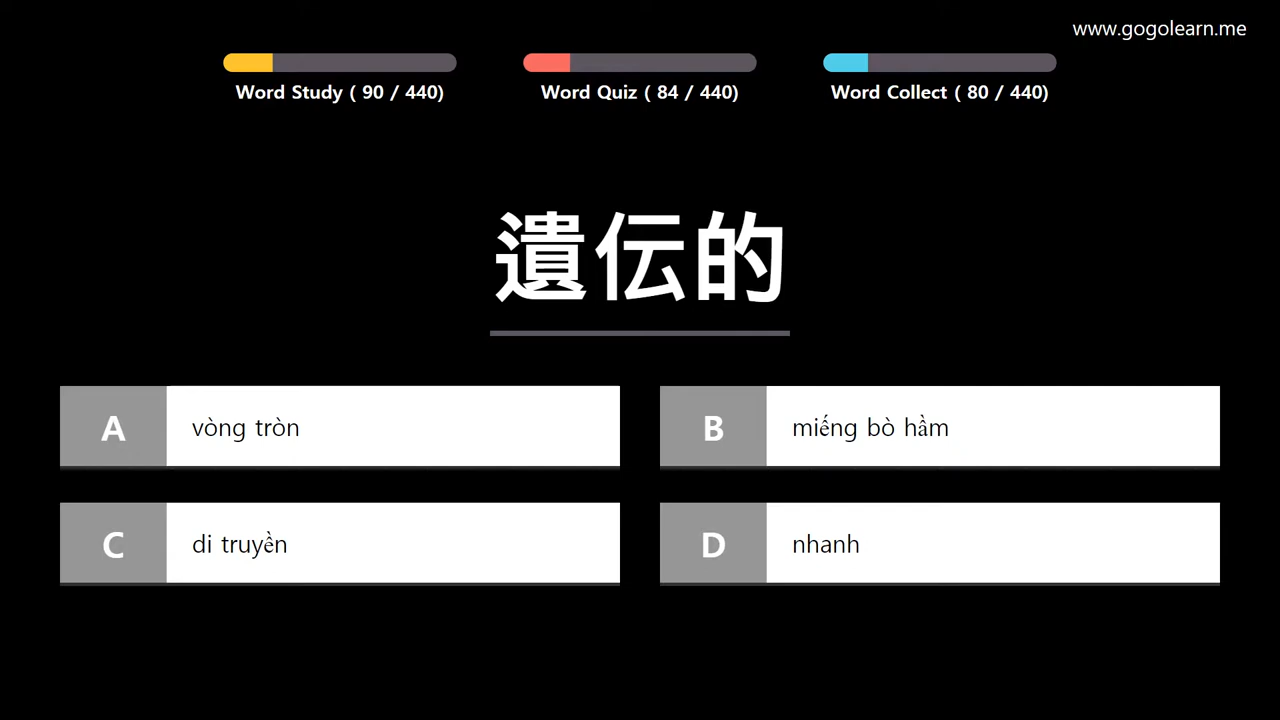 www.gogolearn.me
Word Study ( 90 / 440)
Word Quiz ( 84 / 440)
Word Collect ( 80 / 440)
遺伝的
A
vòng tròn
B
miếng bò hầm
C
di truyền
D
nhanh